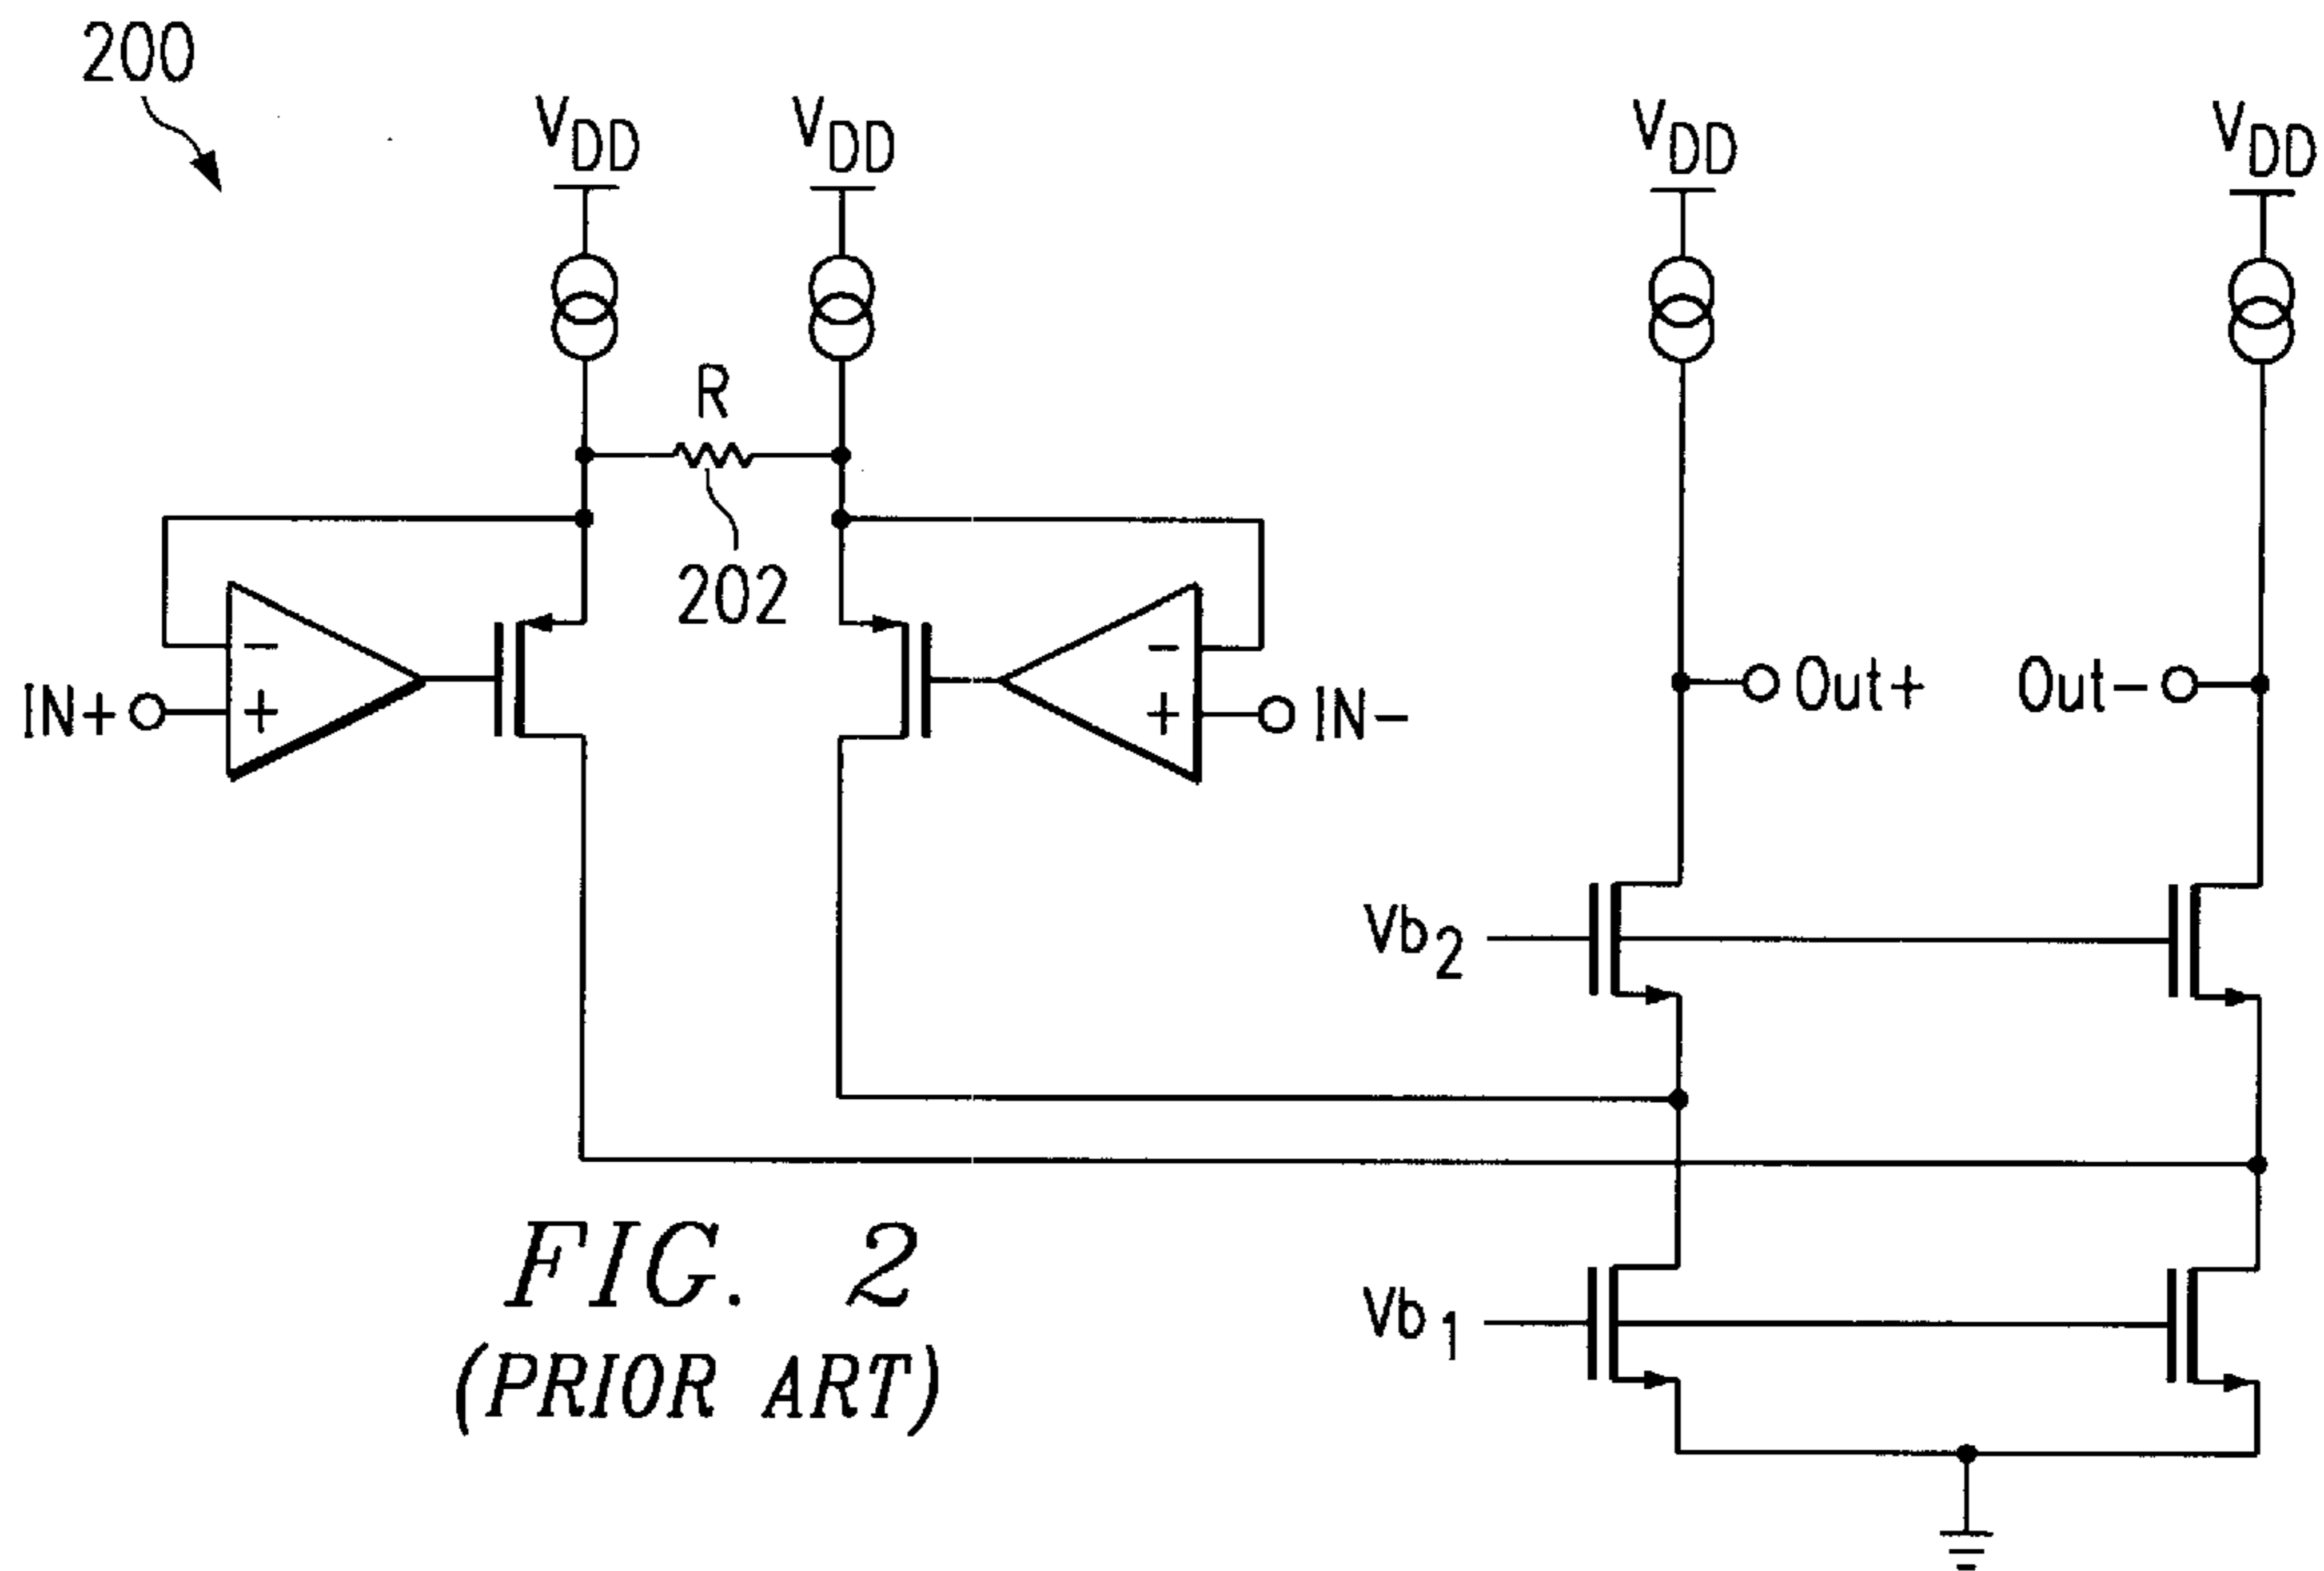 200
VDD VDD VDD VDD
R
202
IN+ - +
- + IN-
Out+ Out-
Vb2
Vb1
FIG. 2
(PRIOR ART)